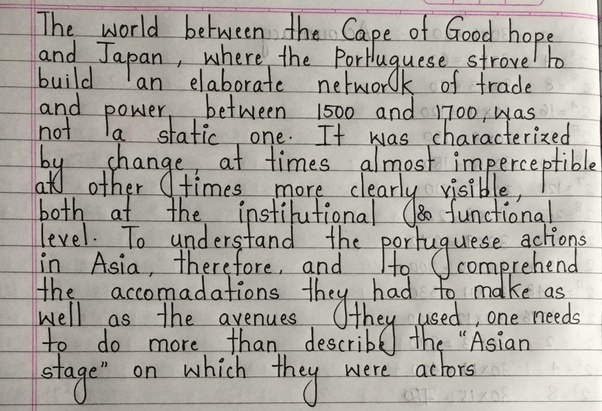 The world between the Cape of Good hope
and Japan, where the Portuguese strove to
build an elaborate network of trade
and power, between 1500 and 1700, was
not a static one. It was characterized
by change, at times almost imperceptible
at other times more clearly visible,
both at the institutional & functional
level. To understand the portuguese actions
in Asia, therefore, and to comprehend
the accomadations they had to make as
well as the avenues they used, one needs
to do more than describe the "Asian
stage" on which they were actors